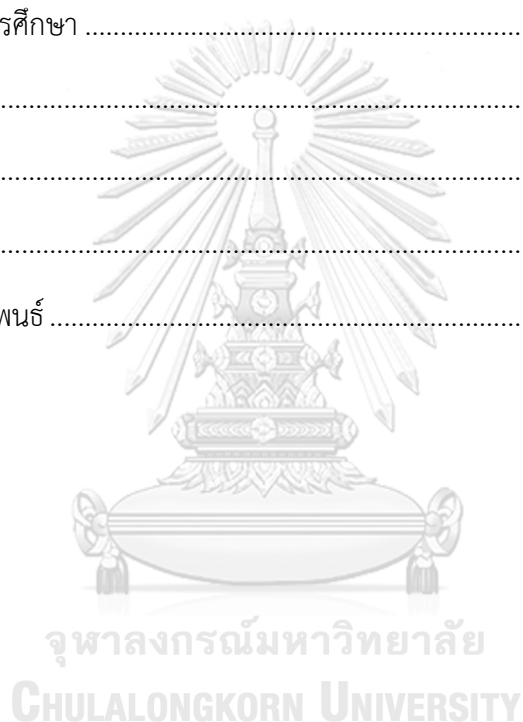 รศึกษา ................................................................
................................................................
................................................................
................................................................
พนธ์ ................................................................
จุฬาลงกรณ์มหาวิทยาลัย
CHULALONGKORN UNIVERSITY